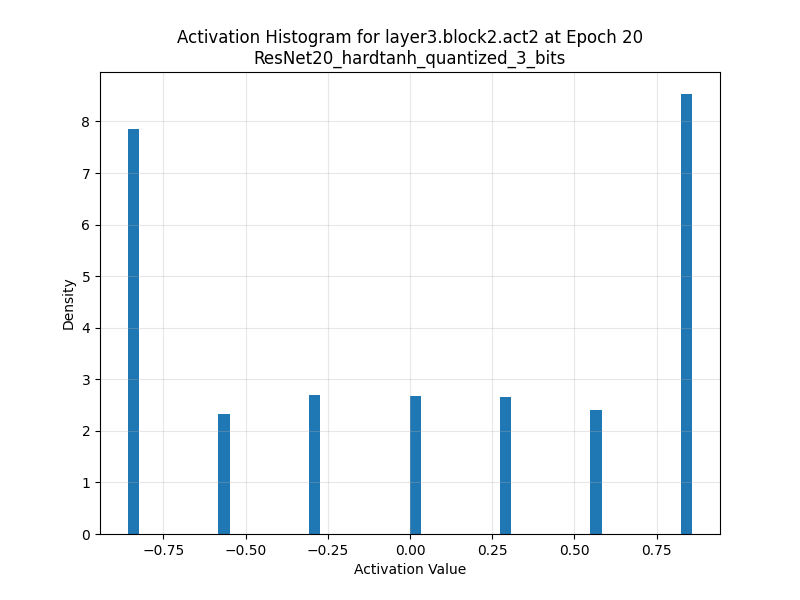 Activation Histogram for layer3.block2.act2 at Epoch 20
ResNet20_hardtanh_quantized_3_bits
Density
8
7
6
5
4
3
2
1
0
−0.75 −0.50 −0.25 0.00 0.25 0.50 0.75
Activation Value